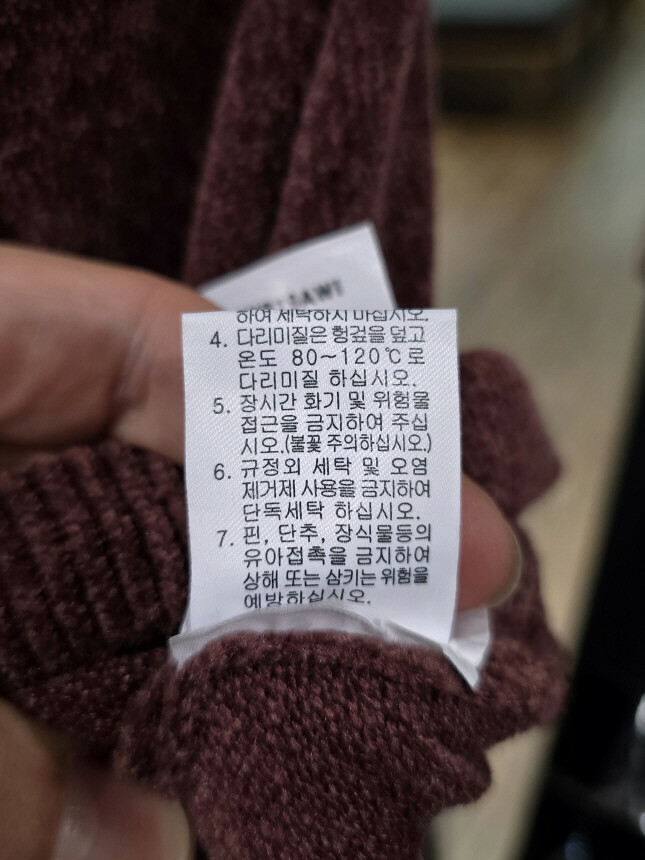 하여 세탁하지 마십시오.
4. 다리미질은 헝겊을 덮고
온도 80~120℃로
다리미질 하십시오.
5. 장시간 화기 및 위험물
접근을 금지하여 주십
시오.(불꽃 주의하십시오.)
6. 규정외 세탁 및 오염
제거제 사용을 금지하여
단독세탁 하십시오.
7. 핀, 단추, 장식물등의
유아접촉을 금지하여
상해 또는 삼키는 위험을
예방하십시오.